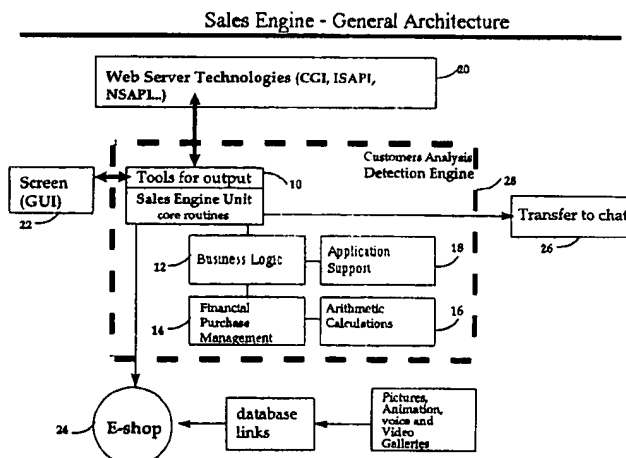 Sales Engine - General Architecture
Web Server Technologies (CGI, ISAPI,
NSAPI...)
20
Customers Analysis
Detection Engine
Tools for output
10
Sales Engine Unit
core routines
Screen
(GUI)
22
28
Transfer to chat
26
12
Business Logic
Application
Support
18
14
Financial
Purchase
Management
Arithmetic
Calculations
16
24
E-shop
database
links
Pictures,
Animation,
voice and
Video
Galleries